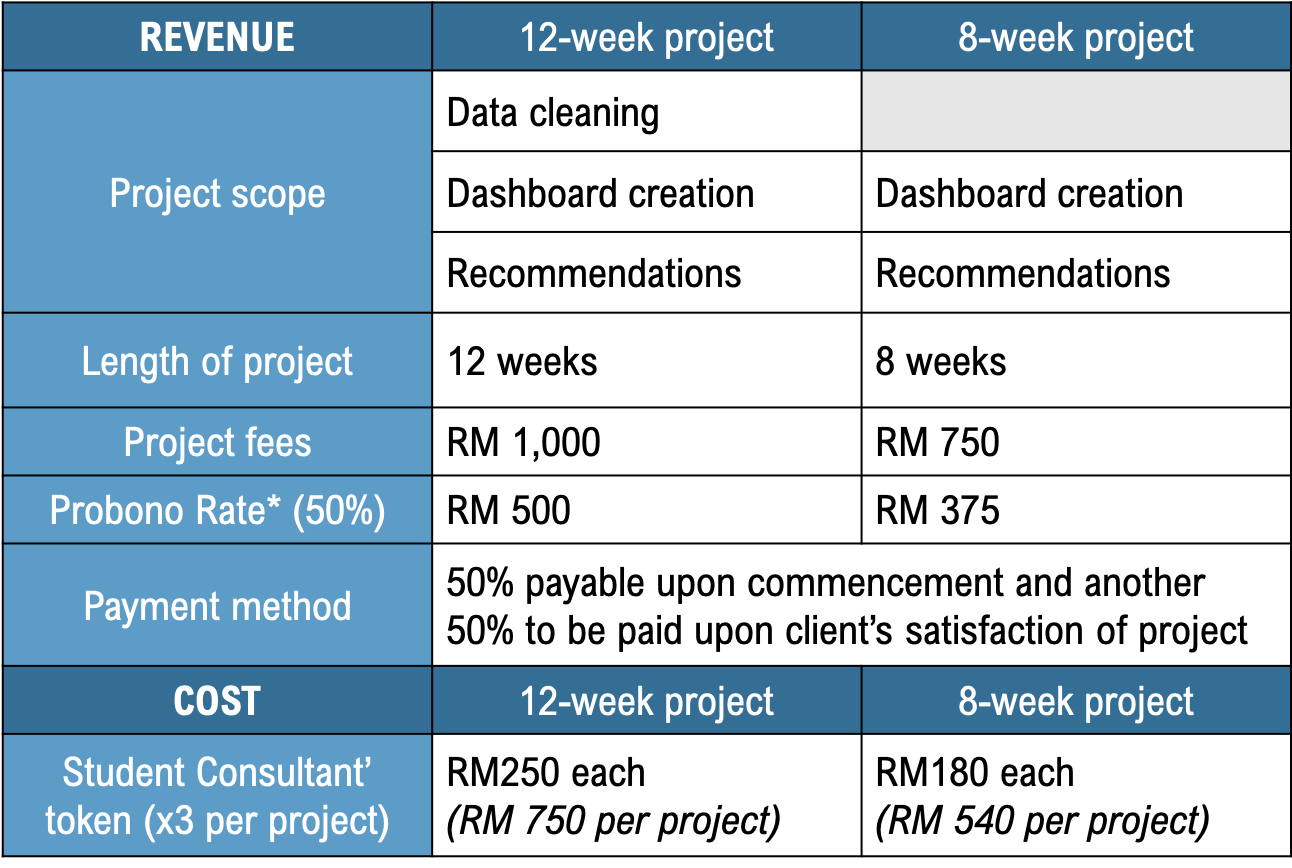 REVENUE 12-week project 8-week project
Project scope
Data cleaning
Dashboard creation Dashboard creation
Recommendations Recommendations
Length of project 12 weeks 8 weeks
Project fees RM 1,000 RM 750
Probono Rate* (50%) RM 500 RM 375
Payment method
50% payable upon commencement and another
50% to be paid upon client’s satisfaction of project
COST 12-week project 8-week project
Student Consultant’
token (x3 per project)
RM250 each
(RM 750 per project)
RM180 each
(RM 540 per project)